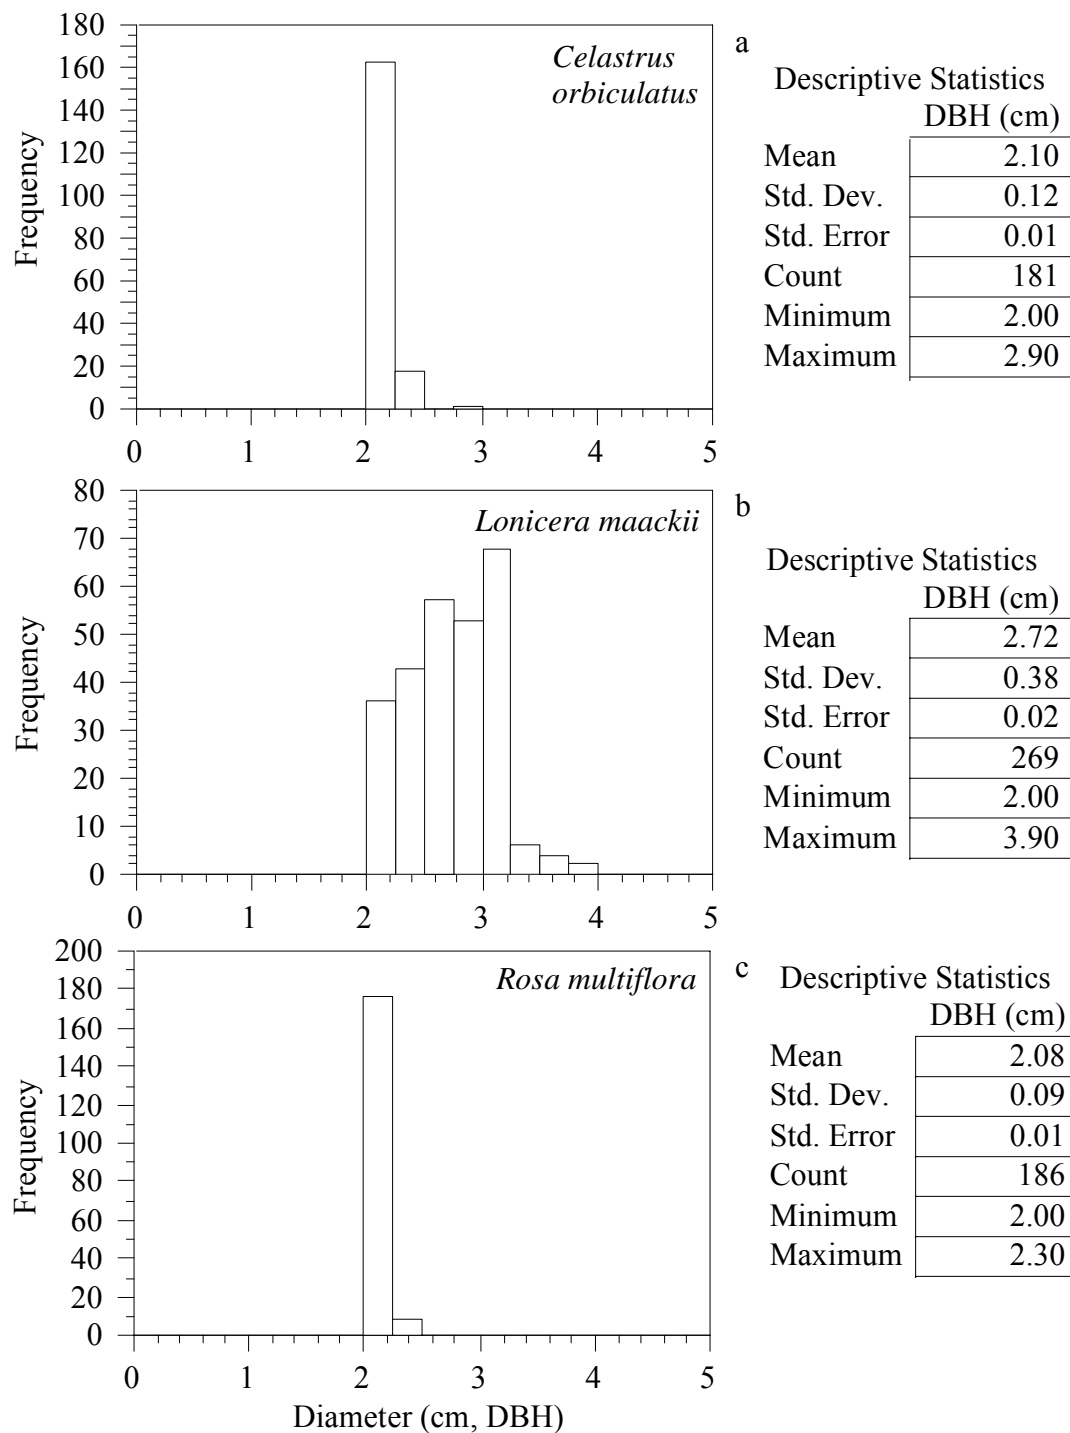 a
Celastrus
orbiculatus
Frequency
180
160
140
120
100
80
60
40
20
0
0 1 2 3 4 5
Descriptive Statistics
DBH (cm)
Mean 2.10
Std. Dev. 0.12
Std. Error 0.01
Count 181
Minimum 2.00
Maximum 2.90
b
Lonicera maackii
Frequency
80
70
60
50
40
30
20
10
0
0 1 2 3 4 5
Descriptive Statistics
DBH (cm)
Mean 2.72
Std. Dev. 0.38
Std. Error 0.02
Count 269
Minimum 2.00
Maximum 3.90
c
Rosa multiflora
Frequency
200
180
160
140
120
100
80
60
40
20
0
0 1 2 3 4 5
Diameter (cm, DBH)
Descriptive Statistics
DBH (cm)
Mean 2.08
Std. Dev. 0.09
Std. Error 0.01
Count 186
Minimum 2.00
Maximum 2.30